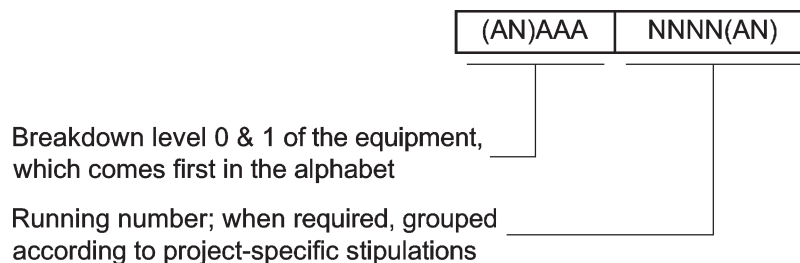 (AN)AAA NNNN(AN)
Breakdown level 0 & 1 of the equipment,
which comes first in the alphabet
Running number; when required, grouped
according to project-specific stipulations